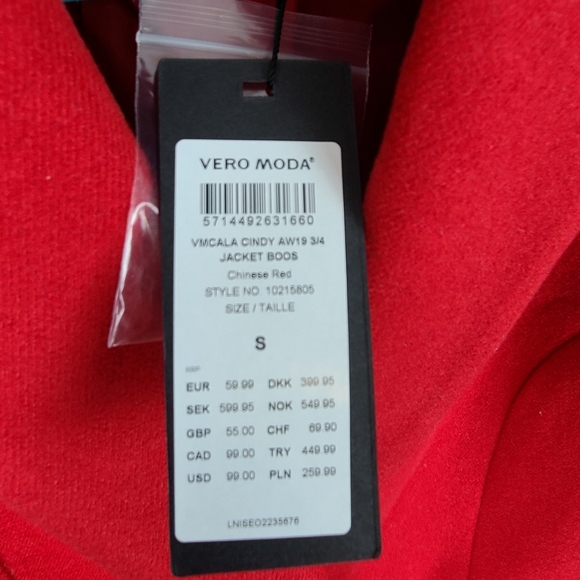 VERO MODA®
5714492631660
VMCALA CINDY AW19 3/4
JACKET BOOS
Chinese Red
STYLE NO. 10215805
SIZE / TAILLE
S
RRP
EUR 59.99 DKK 399.95
SEK 599.95 NOK 549.95
GBP 55.00 CHF 69.90
CAD 99.00 TRY 449.99
USD 99.00 PLN 259.99
LNISEO2235676